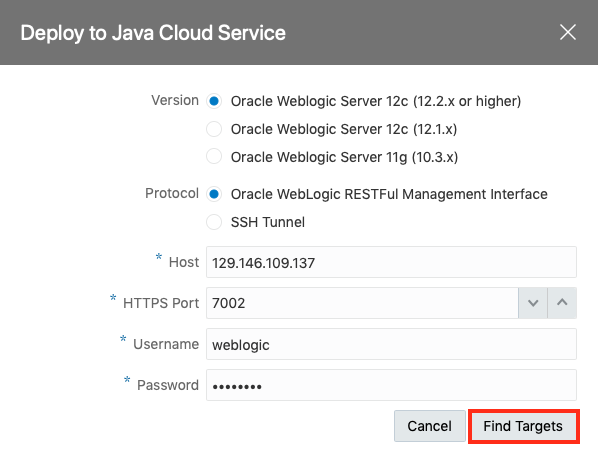 Deploy to Java Cloud Service
Version Oracle Weblogic Server 12c (12.2.x or higher)
Oracle Weblogic Server 12c (12.1.x)
Oracle Weblogic Server 11g (10.3.x)
Protocol Oracle WebLogic RESTFul Management Interface
SSH Tunnel
* Host 129.146.109.137
* HTTPS Port 7002
* Username weblogic
* Password ••••••••
Cancel Find Targets